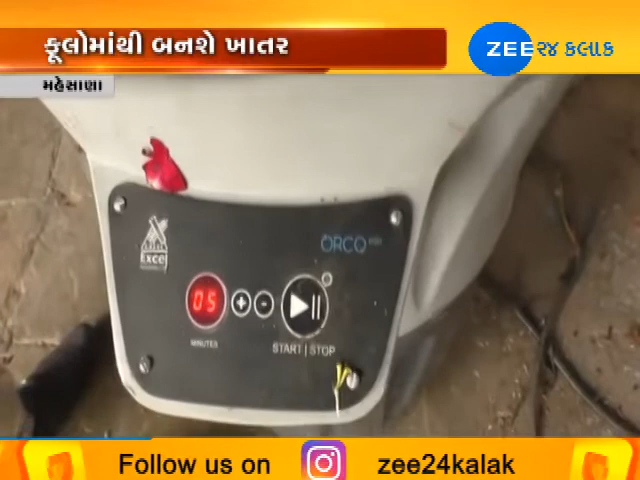 ફૂલોમાંથી બનશે ખાતર
ZEE ૨૪ કલાક
મહેસાણા
ORCO
Excel
05
+
-
MINUTES
START | STOP
Follow us on
zee24kalak